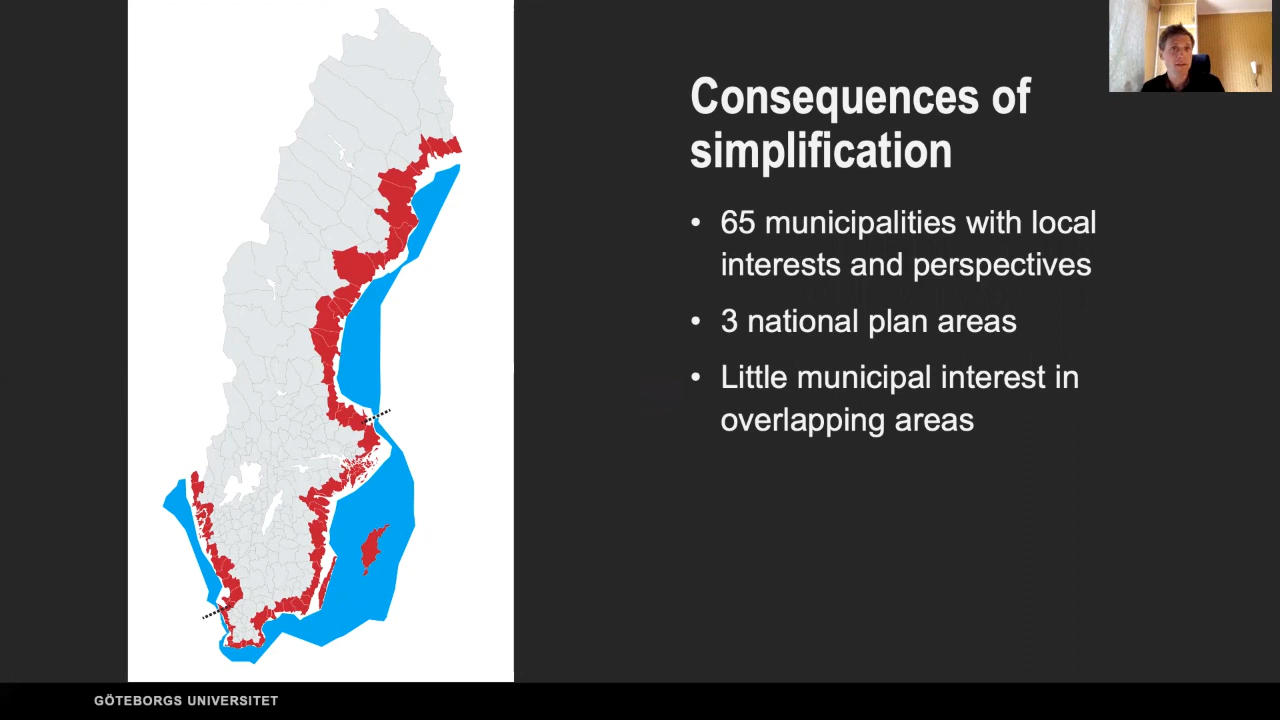 Consequences of
simplification
• 65 municipalities with local
interests and perspectives
• 3 national plan areas
• Little municipal interest in
overlapping areas
GÖTEBORGS UNIVERSITET